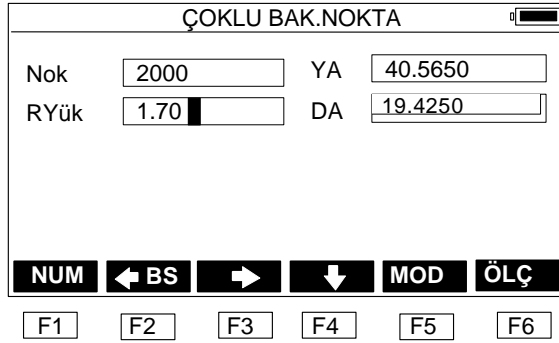 ÇOKLU BAK.NOKTA
Nok 2000 YA 40.5650
RYük 1.70 DA 19.4250
NUM BS MOD ÖLÇ
F1 F2 F3 F4 F5 F6